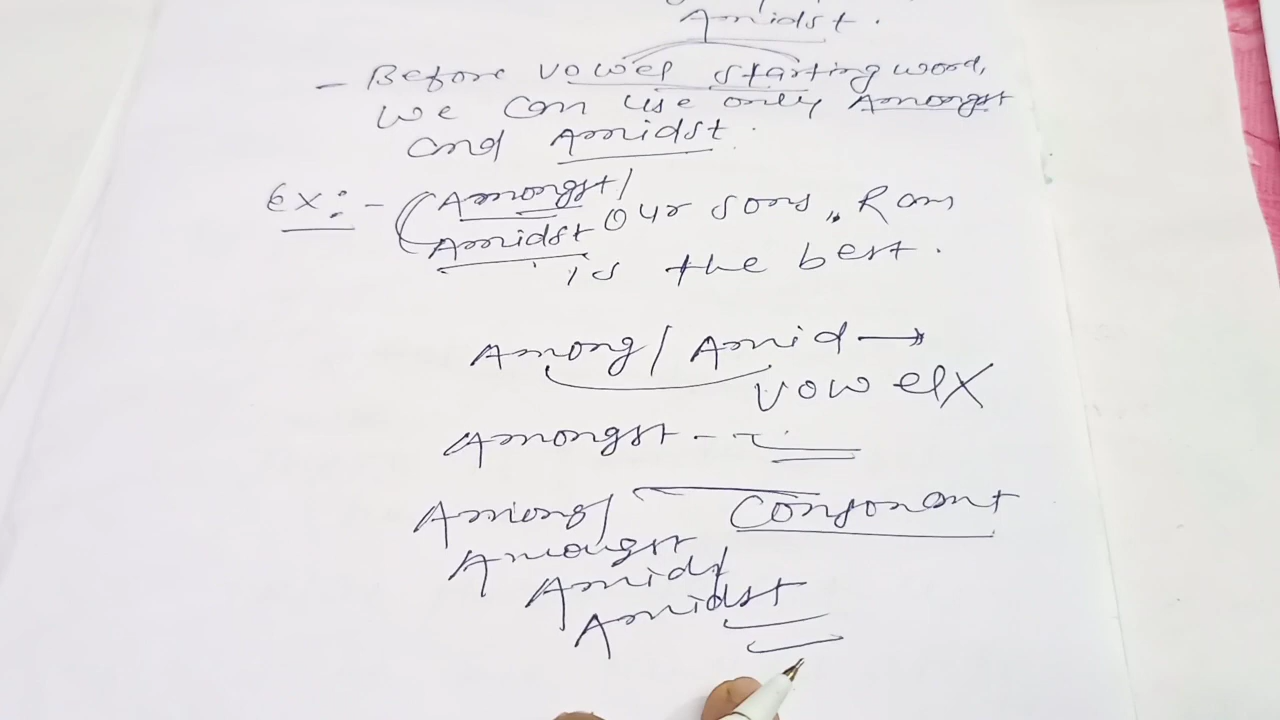 Amidst.
- Before vowel starting word,
we can use only Amongst
and Amidst.
Ex:- (Amongst/
Amidst Our sons, Ram
is the best.
Among/Amid →
vowel X
Amongst -
Among/ Consonant
Amongst
Amid/
Amidst